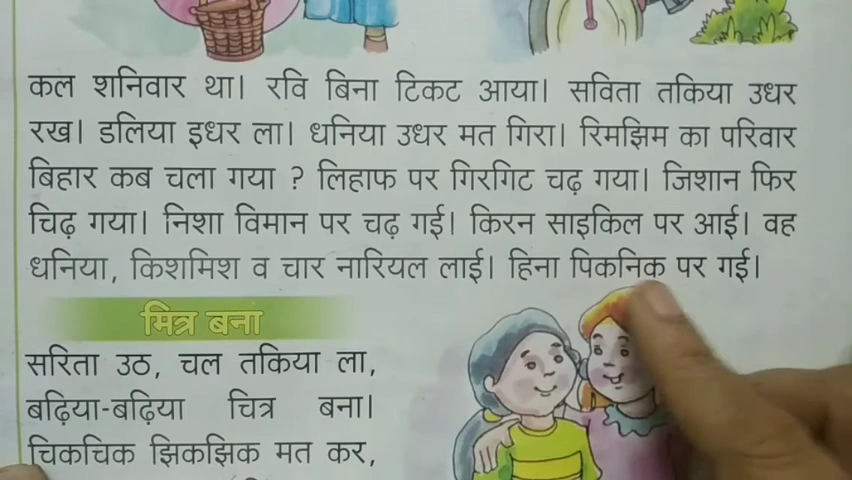 कल शनिवार था। रवि बिना टिकट आया। सविता तकिया उधर
रख। डलिया इधर ला। धनिया उधर मत गिरा। रिमझिम का परिवार
बिहार कब चला गया ? लिहाफ पर गिरगिट चढ़ गया। जिशान फिर
चिढ़ गया। निशा विमान पर चढ़ गई। किरन साइकिल पर आई। वह
धनिया, किशमिश व चार नारियल लाई। हिना पिकनिक पर गई।
मित्र बना
सरिता उठ, चल तकिया ला,
बढ़िया-बढ़िया चित्र बना।
चिकचिक झिकझिक मत कर,